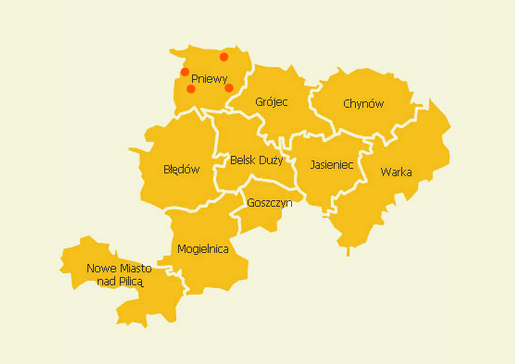 Pniewy
Grójec
Chynów
Belsk Duży
Jasieniec
Błędów
Warka
Goszczyn
Mogielnica
Nowe Miasto
nad Pilicą